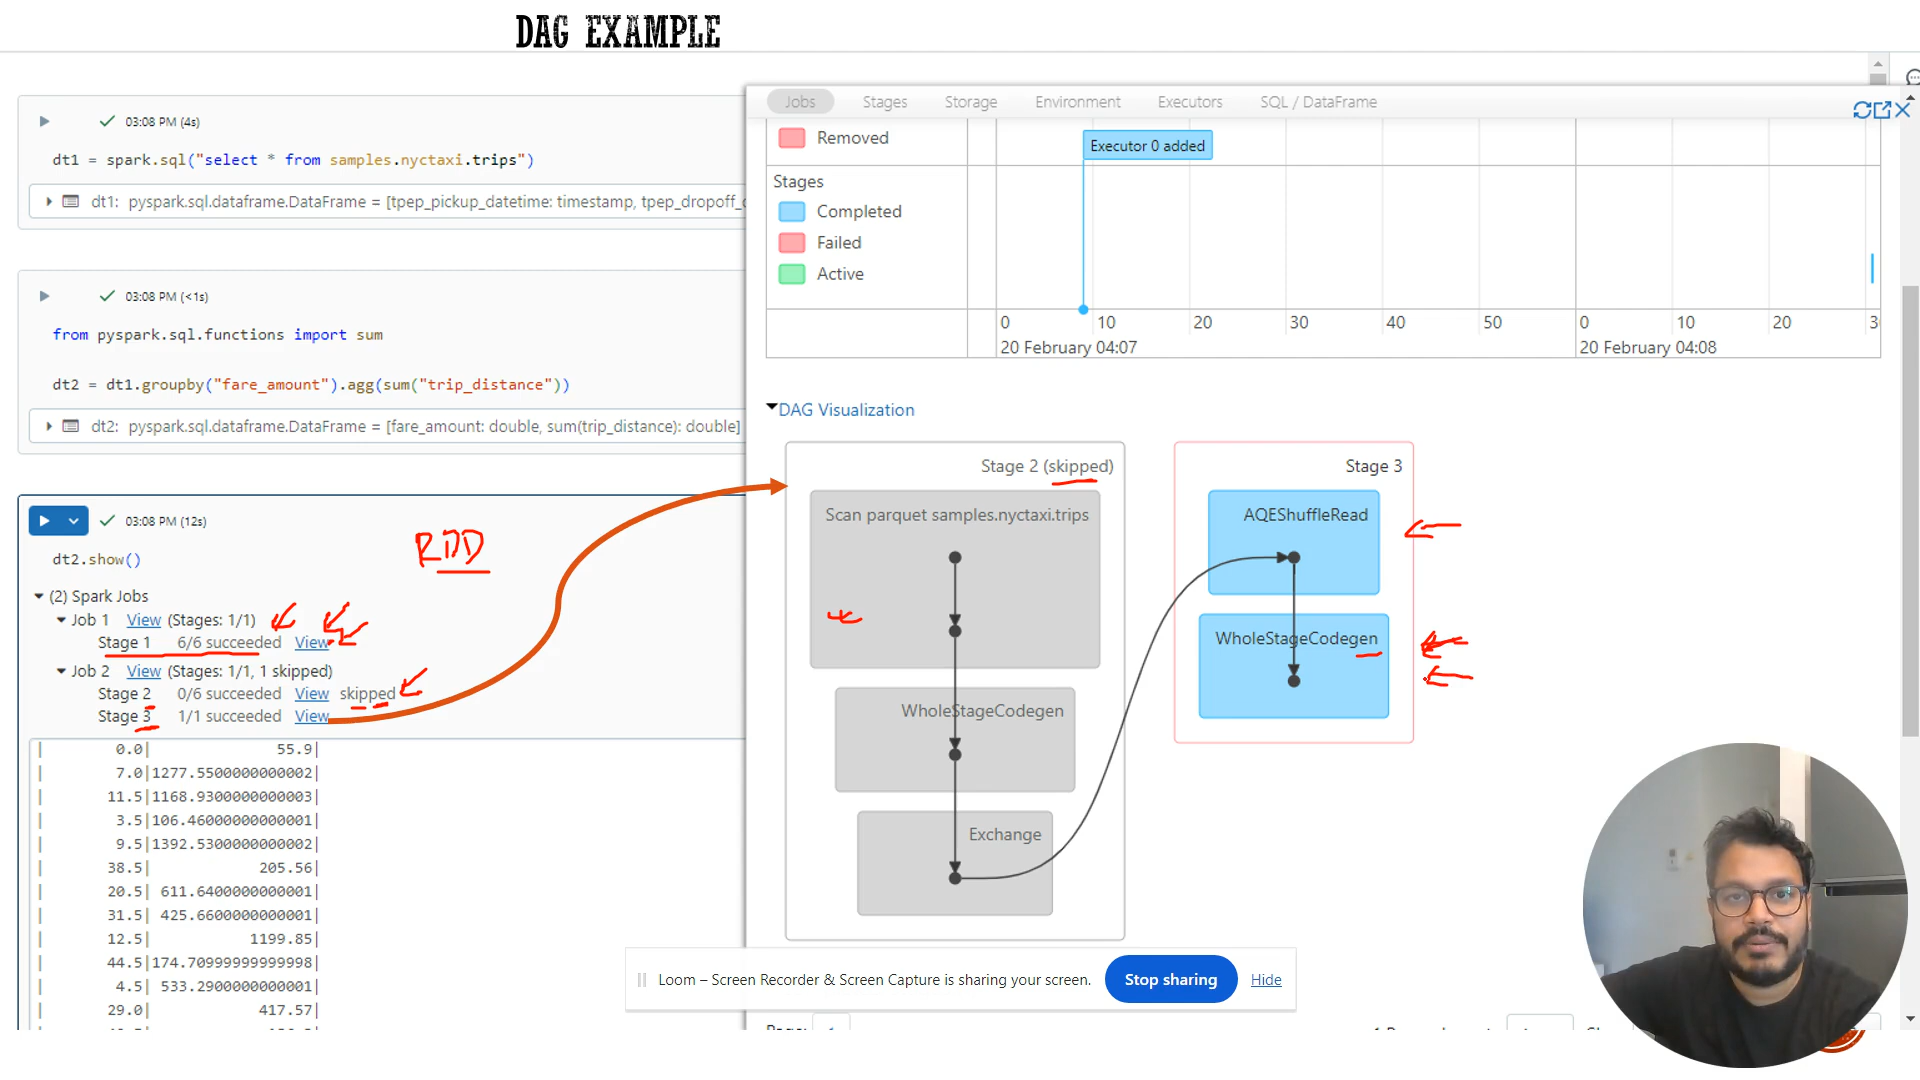 DAG EXAMPLE
03:08 PM (4s)
dt1 = spark.sql("select * from samples.nyctaxi.trips")
dt1: pyspark.sql.dataframe.DataFrame = [tpep_pickup_datetime: timestamp, tpep_dropoff_
03:08 PM (<1s)
from pyspark.sql.functions import sum
dt2 = dt1.groupby("fare_amount").agg(sum("trip_distance"))
dt2: pyspark.sql.dataframe.DataFrame = [fare_amount: double, sum(trip_distance): double]
03:08 PM (12s)
dt2.show()
RDD
(2) Spark Jobs
Job 1 View (Stages: 1/1)
Stage 1 6/6 succeeded View
Job 2 View (Stages: 1/1, 1 skipped)
Stage 2 0/6 succeeded View skipped
Stage 3 1/1 succeeded View
| 0.0| 55.9|
| 7.0|1277.5500000000002|
| 11.5|1168.9300000000003|
| 3.5|106.46000000000001|
| 9.5|1392.5300000000002|
| 38.5| 205.56|
| 20.5| 611.6400000000001|
| 31.5| 425.6600000000001|
| 12.5| 1199.85|
| 44.5|174.70999999999998|
| 4.5| 533.2900000000001|
| 29.0| 417.57|
Jobs Stages Storage Environment Executors SQL / DataFrame
Removed
Executor 0 added
Stages
Completed
Failed
Active
0 10 20 30 40 50 0 10 20 3
20 February 04:07 20 February 04:08
DAG Visualization
Stage 2 (skipped)
Scan parquet samples.nyctaxi.trips
WholeStageCodegen
Exchange
Stage 3
AQEShuffleRead
WholeStageCodegen
Loom – Screen Recorder & Screen Capture is sharing your screen. Stop sharing Hide